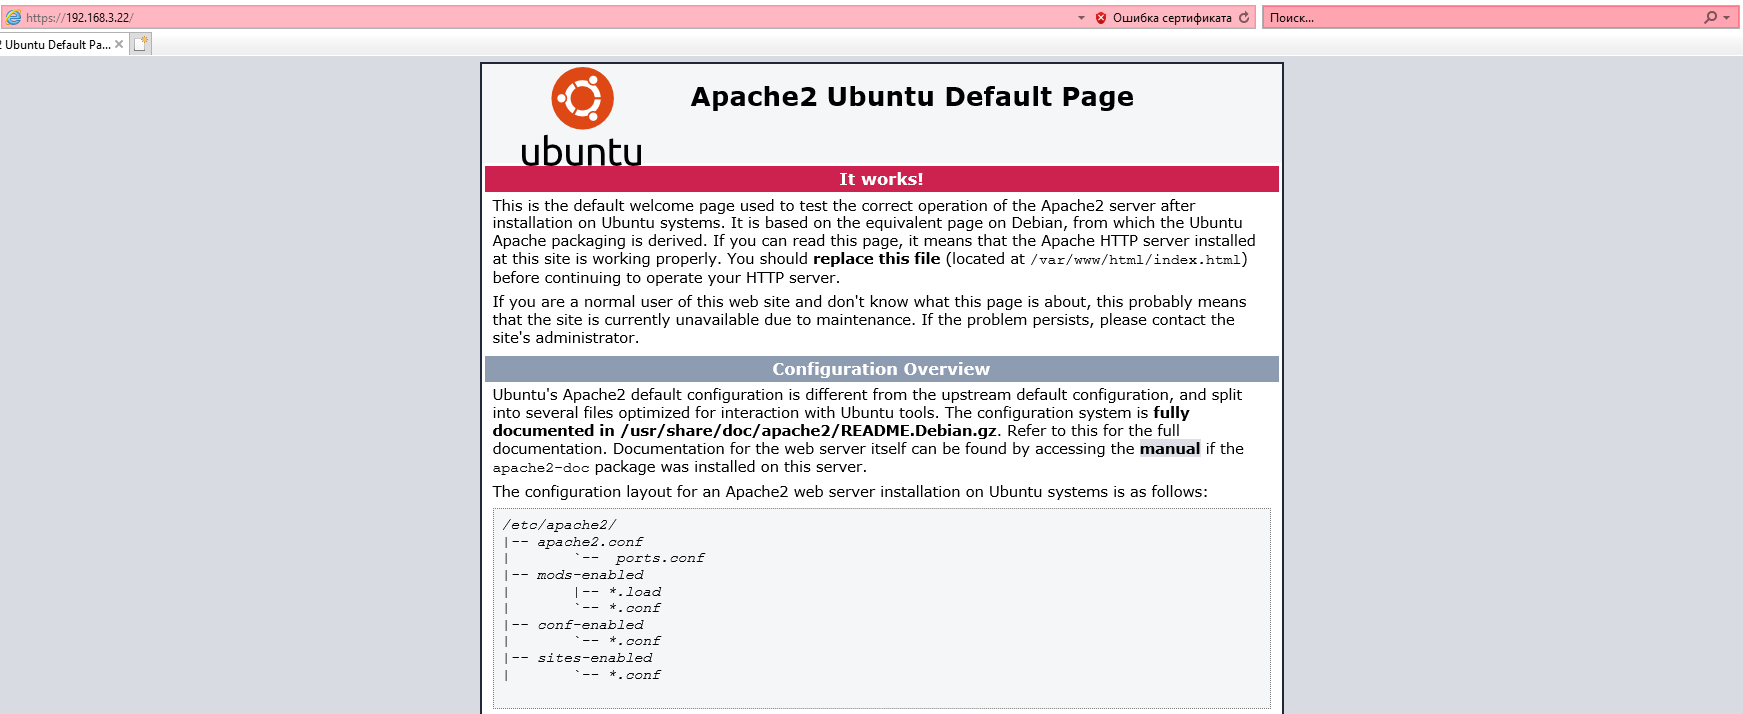 https://192.168.3.22/
Ошибка сертификата
Поиск...
2 Ubuntu Default Pa...
Apache2 Ubuntu Default Page
ubuntu
It works!
This is the default welcome page used to test the correct operation of the Apache2 server after
installation on Ubuntu systems. It is based on the equivalent page on Debian, from which the Ubuntu
Apache packaging is derived. If you can read this page, it means that the Apache HTTP server installed
at this site is working properly. You should replace this file (located at /var/www/html/index.html)
before continuing to operate your HTTP server.
If you are a normal user of this web site and don't know what this page is about, this probably means
that the site is currently unavailable due to maintenance. If the problem persists, please contact the
site's administrator.
Configuration Overview
Ubuntu's Apache2 default configuration is different from the upstream default configuration, and split
into several files optimized for interaction with Ubuntu tools. The configuration system is fully
documented in /usr/share/doc/apache2/README.Debian.gz. Refer to this for the full
documentation. Documentation for the web server itself can be found by accessing the manual if the
apache2-doc package was installed on this server.
The configuration layout for an Apache2 web server installation on Ubuntu systems is as follows:
/etc/apache2/
|-- apache2.conf
|       `--  ports.conf
|-- mods-enabled
|       |-- *.load
|       `-- *.conf
|-- conf-enabled
|       `-- *.conf
|-- sites-enabled
|       `-- *.conf